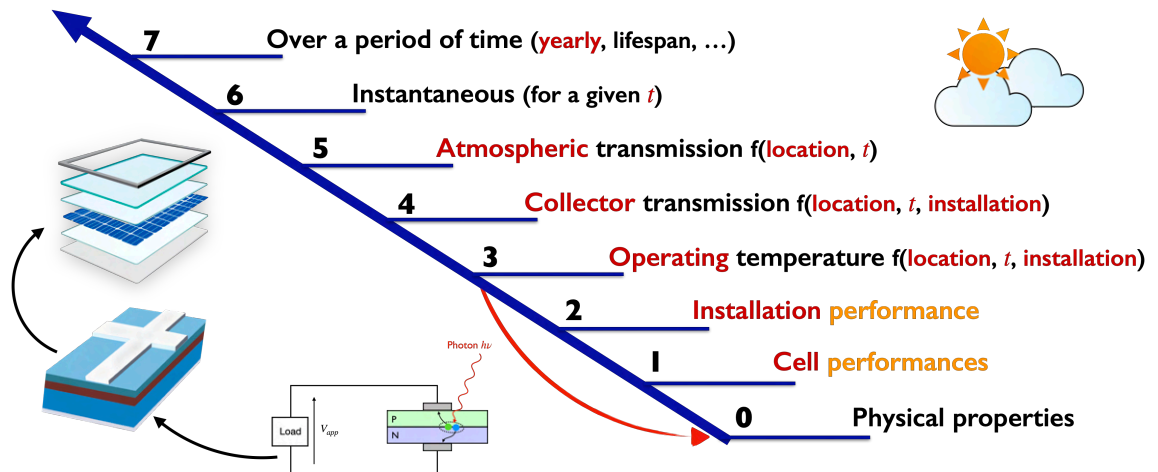 7 Over a period of time (yearly, lifespan, …)
6 Instantaneous (for a given t)
5 Atmospheric transmission f(location, t)
4 Collector transmission f(location, t, installation)
3 Operating temperature f(location, t, installation)
2 Installation performance
1 Cell performances
0 Physical properties
Photon hν
P
N
Load
V_app